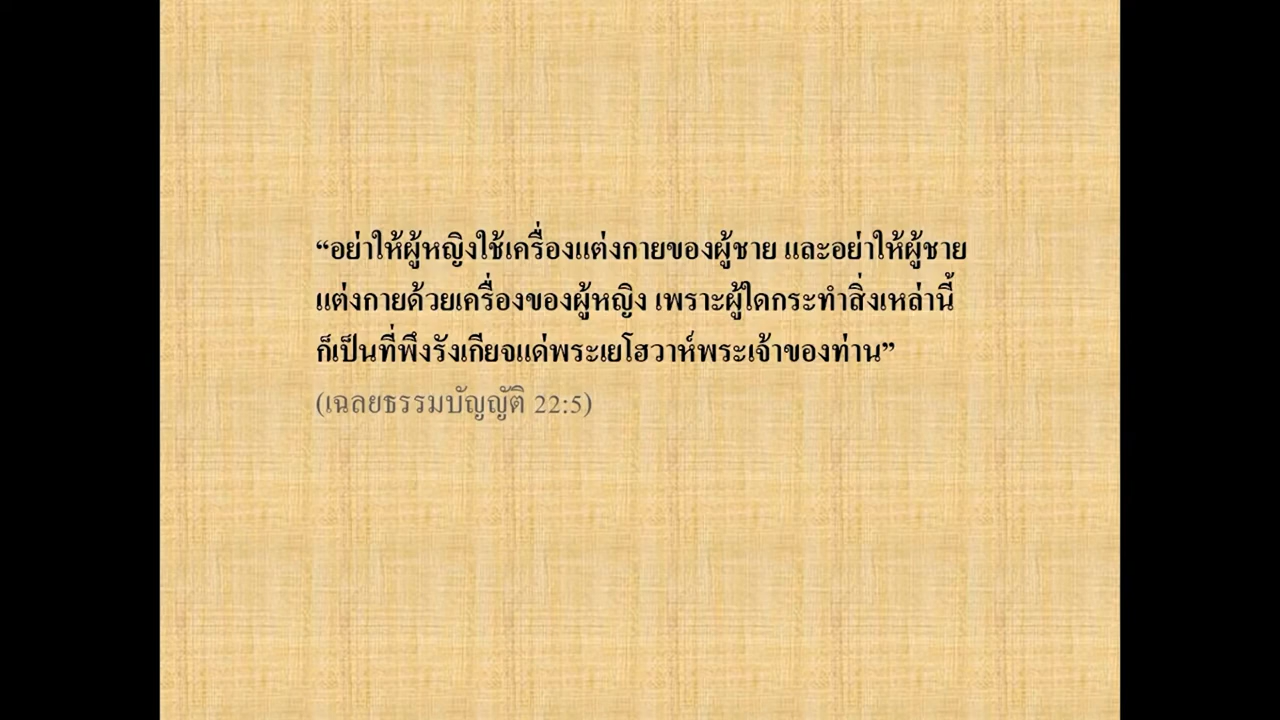 “อย่าให้ผู้หญิงใช้เครื่องแต่งกายของผู้ชาย และอย่าให้ผู้ชาย
แต่งกายด้วยเครื่องของผู้หญิง เพราะผู้ใดกระทำสิ่งเหล่านี้
ก็เป็นที่พึงรังเกียจแด่พระเยโฮวาห์พระเจ้าของท่าน”
(เฉลยธรรมบัญญัติ 22:5)